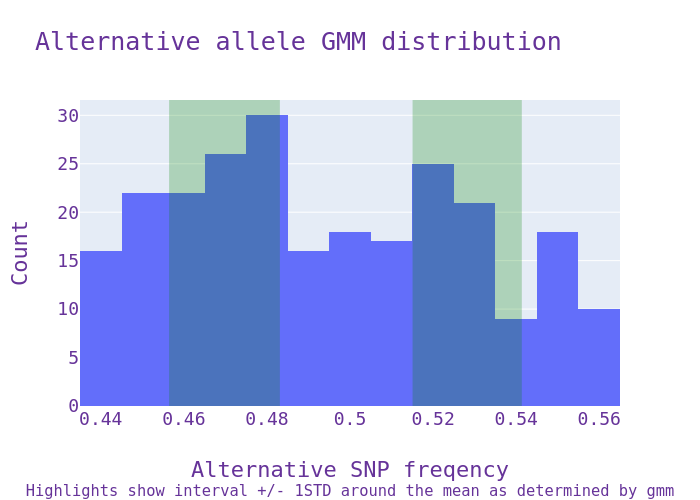 Alternative allele GMM distribution
30
25
20
15
10
5
0
Count
0.44 0.46 0.48 0.5 0.52 0.54 0.56
Alternative SNP freqency
Highlights show interval +/- 1STD around the mean as determined by gmm